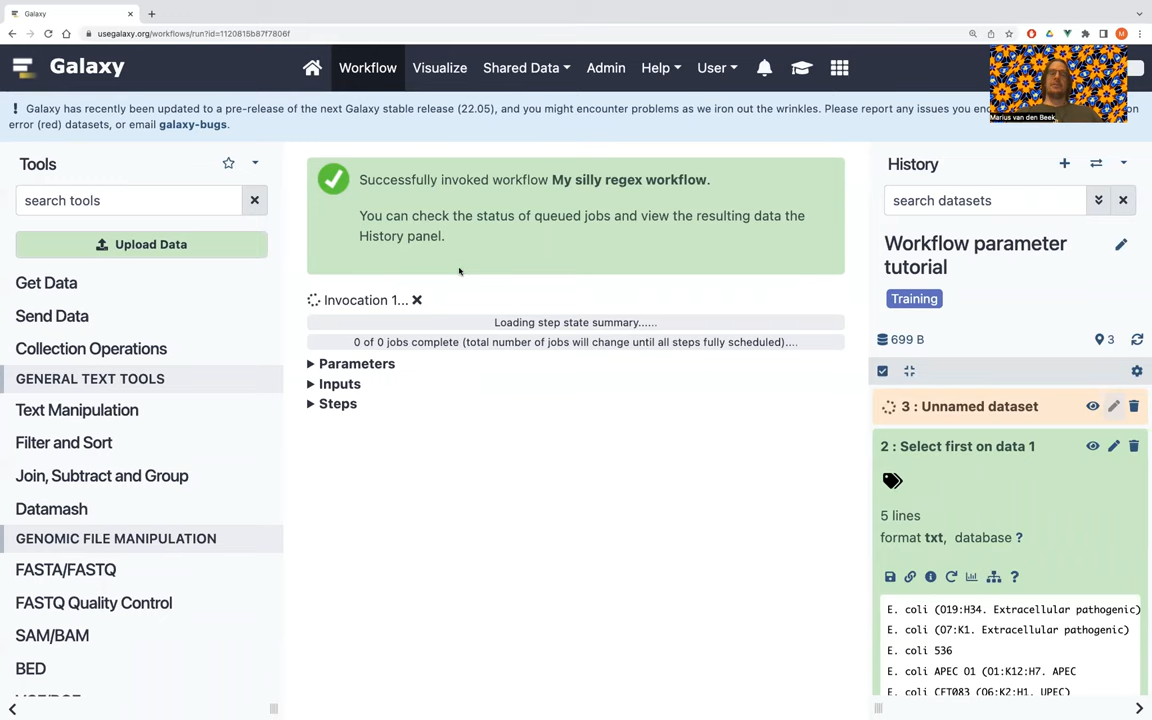 Galaxy
usegalaxy.org/workflows/run?id=1120815b87f7806f
M
Galaxy
Workflow
Visualize
Shared Data
Admin
Help
User
Marius van den Beek
! Galaxy has recently been updated to a pre-release of the next Galaxy stable release (22.05), and you might encounter problems as we iron out the wrinkles. Please report any issues you en
on
error (red) datasets, or email galaxy-bugs.
Tools
search tools
Upload Data
Get Data
Send Data
Collection Operations
GENERAL TEXT TOOLS
Text Manipulation
Filter and Sort
Join, Subtract and Group
Datamash
GENOMIC FILE MANIPULATION
FASTA/FASTQ
FASTQ Quality Control
SAM/BAM
BED
Successfully invoked workflow My silly regex workflow.
You can check the status of queued jobs and view the resulting data the
History panel.
Invocation 1...
Loading step state summary......
0 of 0 jobs complete (total number of jobs will change until all steps fully scheduled)....
Parameters
Inputs
Steps
History
search datasets
Workflow parameter
tutorial
Training
699 B
3
3 : Unnamed dataset
2 : Select first on data 1
5 lines
format txt, database ?
E. coli (O19:H34. Extracellular pathogenic)
E. coli (O7:K1. Extracellular pathogenic)
E. coli 536
E. coli APEC O1 (O1:K12:H7. APEC
E. coli CFT083 (O6:K2:H1. UPEC)